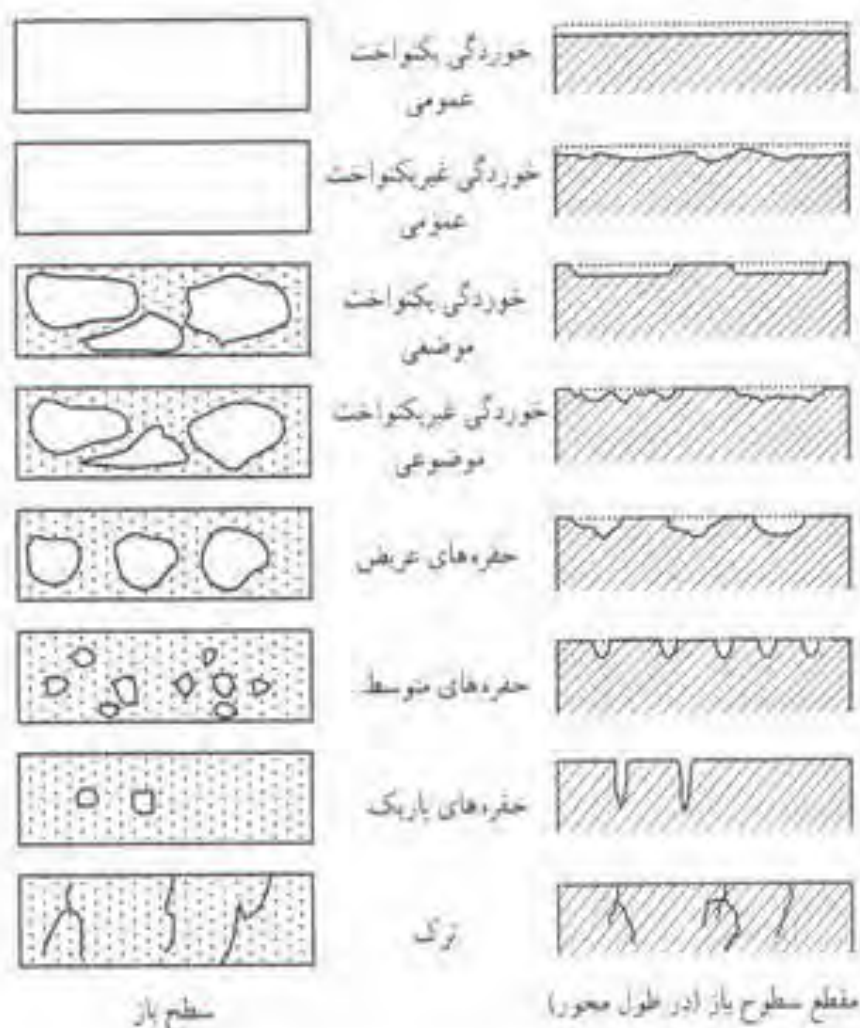 خوردگی یکنواخت
عمومی
خوردگی غیریکنواخت
عمومی
خوردگی یکنواخت
موضعی
خوردگی غیریکنواخت
موضوعی
حفره‌های عریض
حفره‌های متوسط
حفره‌های باریک
ترک
مقطع سطوح باز (در طول محور)
سطح باز